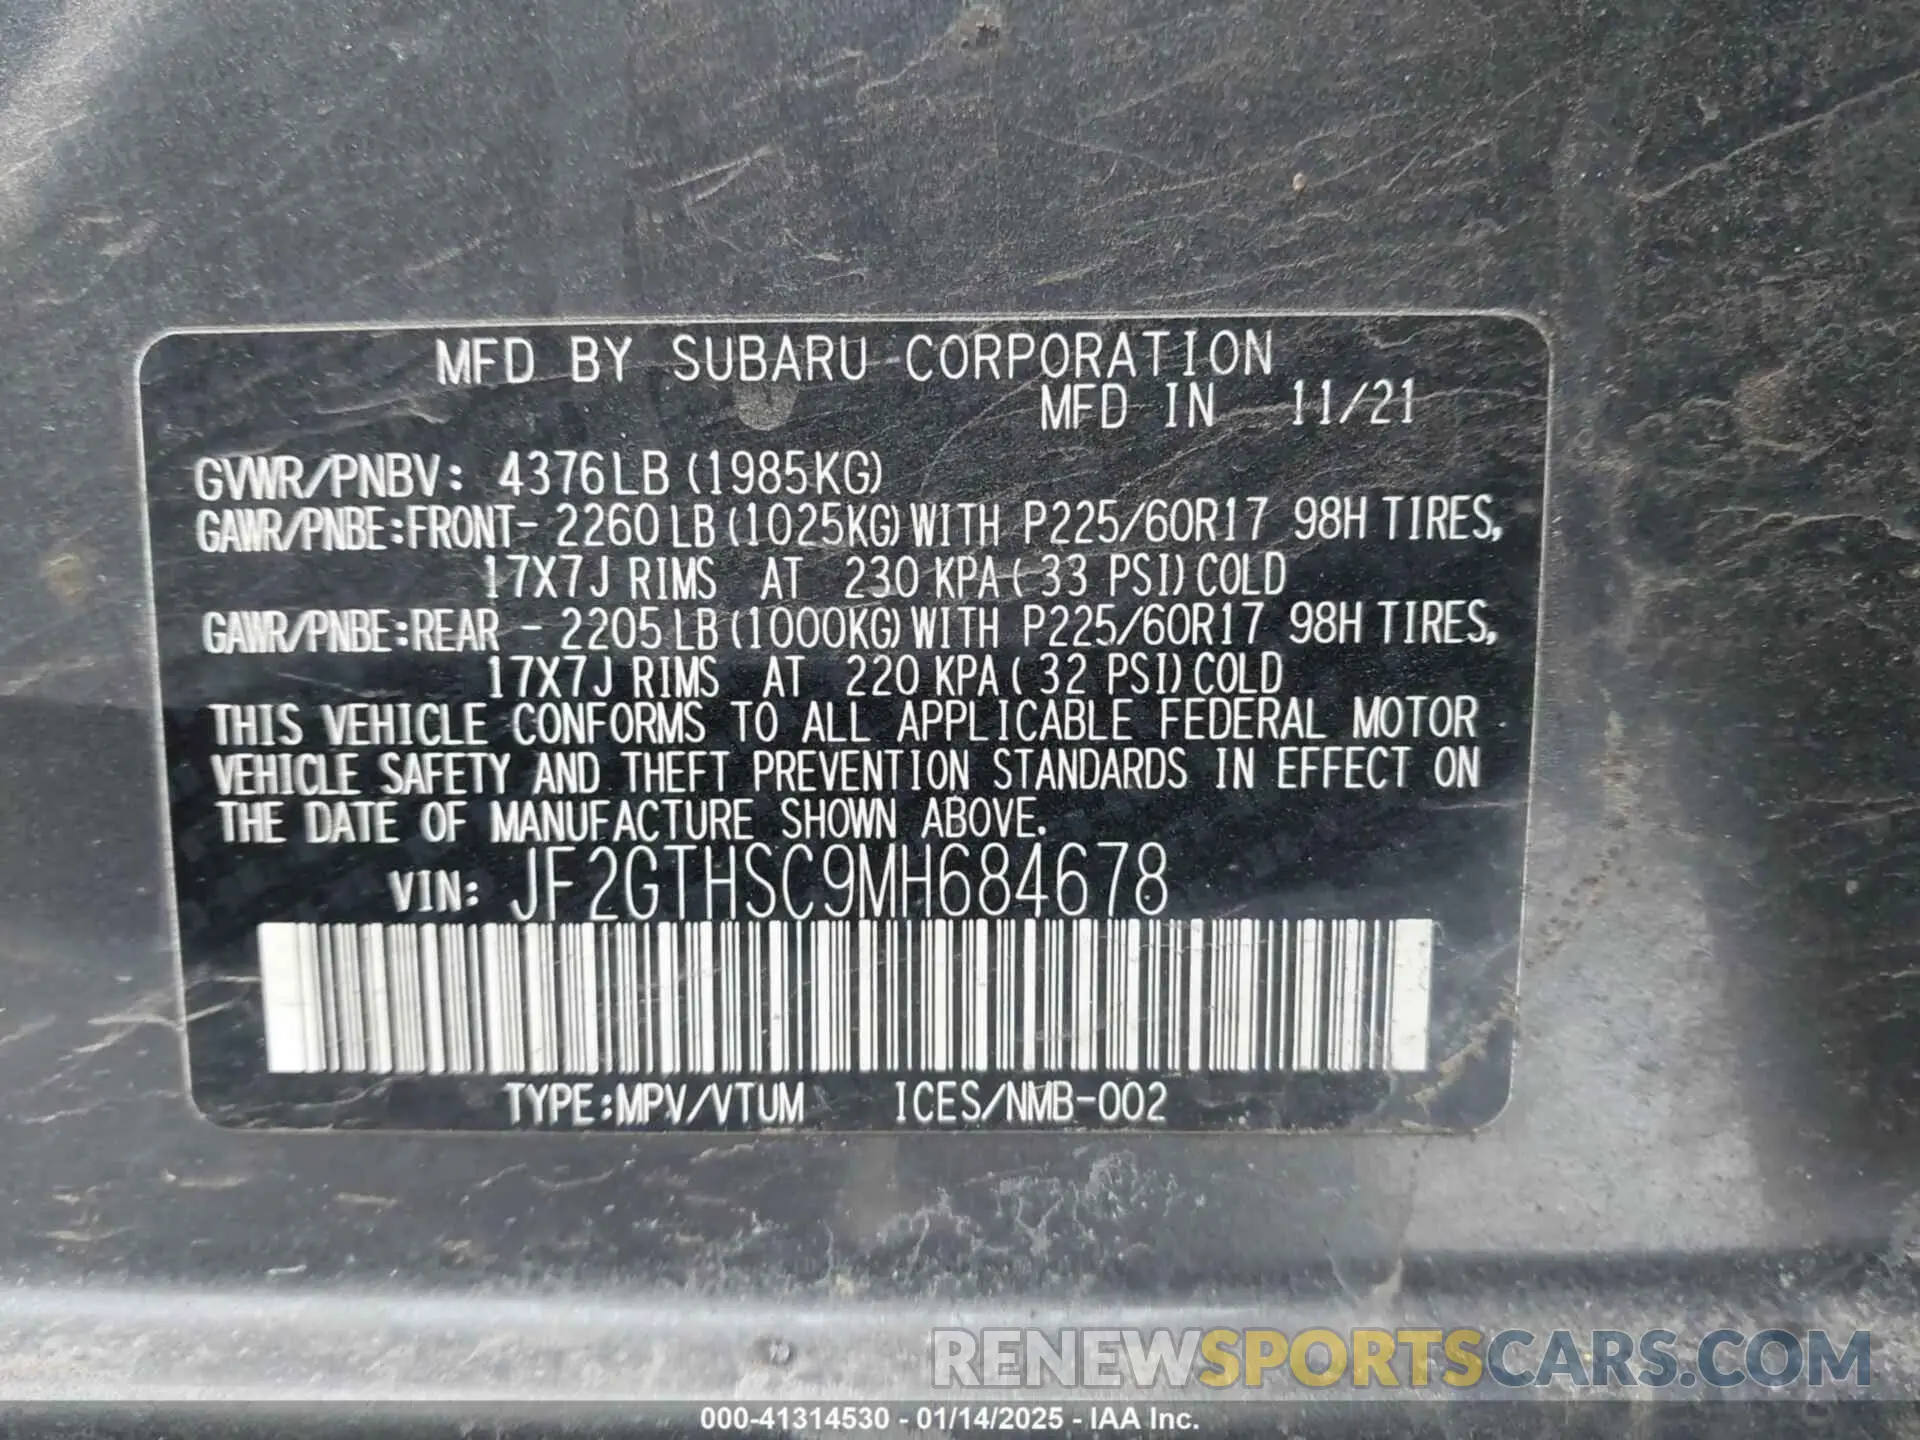 MFD BY SUBARU CORPORATION
MFD IN 11/21
GVWR/PNBV: 4376LB (1985KG)
GAWR/PNBE:FRONT- 2260 LB (1025KG) WITH P225/60R17 98H TIRES,
17X7J RIMS AT 230 KPA ( 33 PSI) COLD
GAWR/PNBE:REAR - 2205 LB (1000KG) WITH P225/60R17 98H TIRES,
17X7J RIMS AT 220 KPA ( 32 PSI) COLD
THIS VEHICLE CONFORMS TO ALL APPLICABLE FEDERAL MOTOR
VEHICLE SAFETY AND THEFT PREVENTION STANDARDS IN EFFECT ON
THE DATE OF MANUFACTURE SHOWN ABOVE.
VIN: JF2GTHSC9MH684678
TYPE:MPV/VTUM ICES/NMB-002
RENEWSPORTSCARS.COM
000-41314530 - 01/14/2025 - IAA Inc.